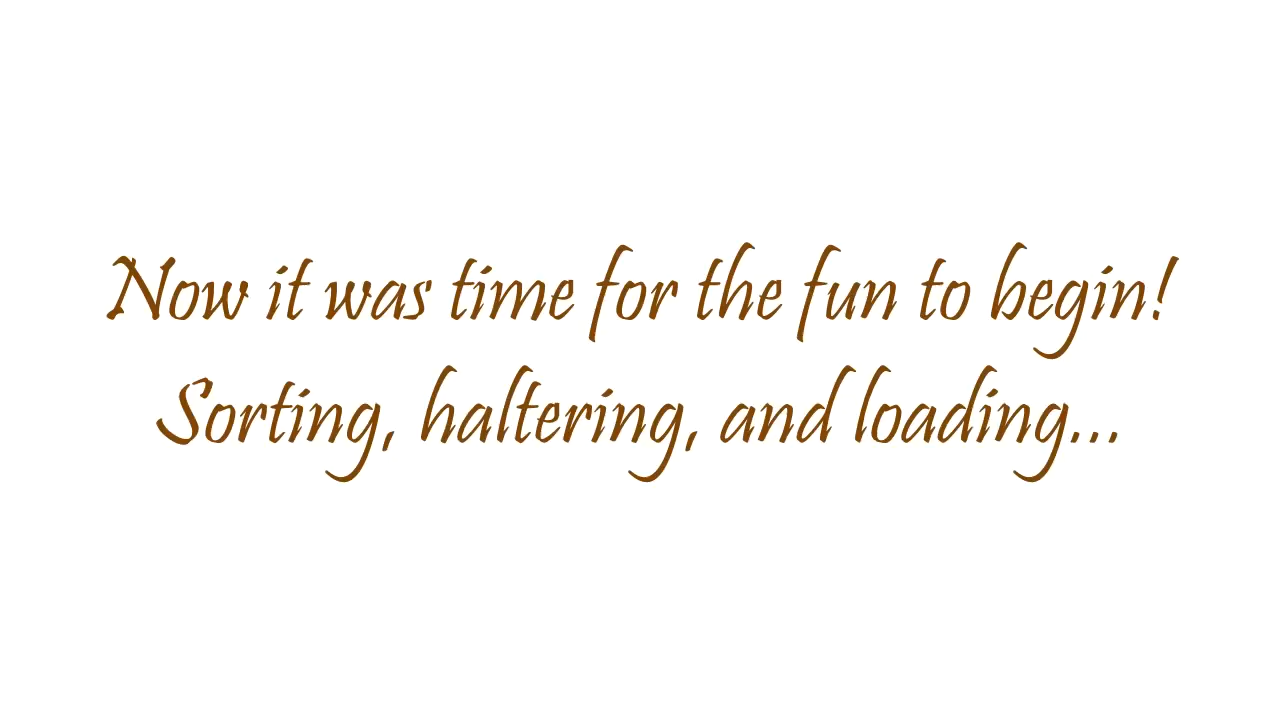 Now it was time for the fun to begin!
Sorting, haltering, and loading...